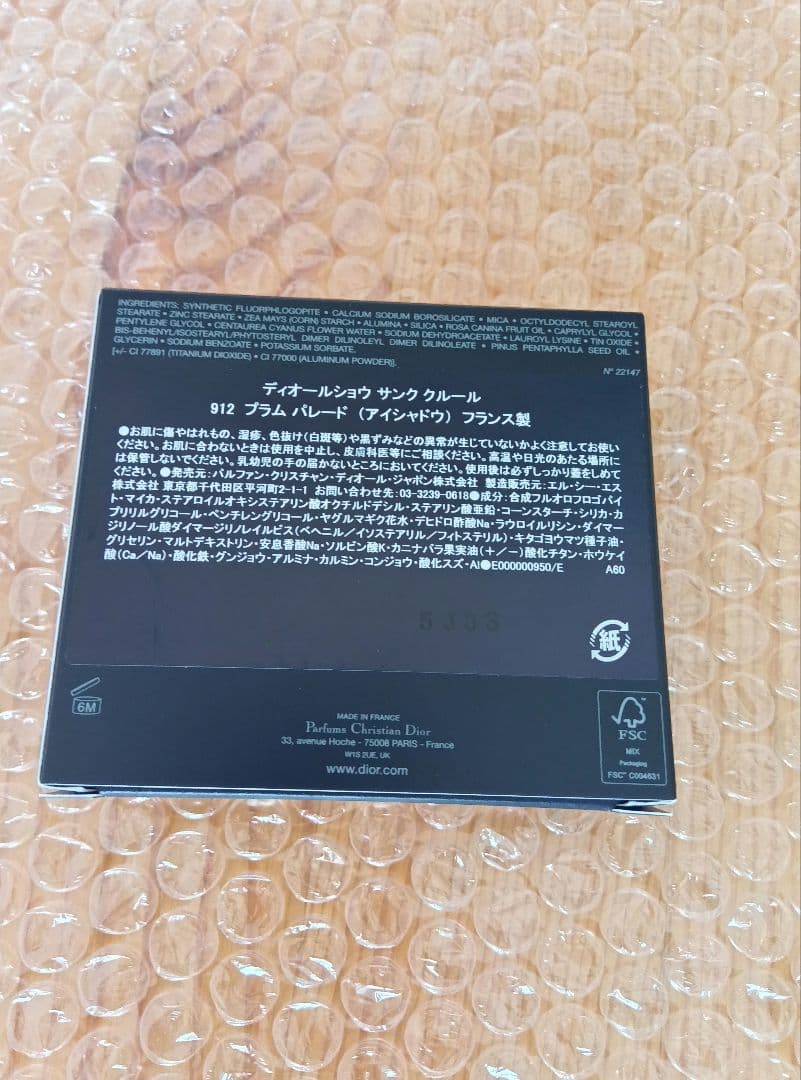 INGREDIENTS: SYNTHETIC FLUORPHLOGOPITE • CALCIUM SODIUM BOROSILICATE • MICA • OCTYLDODECYL STEAROYL
STEARATE • ZINC STEARATE • ZEA MAYS (CORN) STARCH • ALUMINA • SILICA • ROSA CANINA FRUIT OIL • CAPRYLYL GLYCOL •
PENTYLENE GLYCOL • CENTAUREA CYANUS FLOWER WATER • SODIUM DEHYDROACETATE • LAUROYL LYSINE • TIN OXIDE •
BIS-BEHENYL/ISOSTEARYL/PHYTOSTERYL DIMER DILINOLEYL DIMER DILINOLEATE • PINUS PENTAPHYLLA SEED OIL •
GLYCERIN • SODIUM BENZOATE • POTASSIUM SORBATE.
[+/- CI 77891 (TITANIUM DIOXIDE) • CI 77000 (ALUMINUM POWDER)].
N° 22147
ディオールショウ サンク クルール
912 プラム パレード (アイシャドウ) フランス製
●お肌に傷やはれもの、湿疹、色抜け(白斑等)や黒ずみなどの異常が生じていないかよく注意してお使い
ください。お肌に合わないときは使用を中止し、皮膚科医等にご相談ください。高温や日光のあたる場所に
は保管しないでください。乳幼児の手の届かないところにおいてください。使用後は必ずしっかり蓋をしめて
ください。●発売元:パルファン・クリスチャン・ディオール・ジャポン株式会社 製造販売元:エル・シー・エス
株式会社 東京都千代田区平河町2-1-1 お問い合わせ先:03-3239-0618●成分:合成フルオロフロゴパイ
ト・マイカ・ステアロイルオキシステアリン酸オクチルドデシル・ステアリン酸亜鉛・コーンスターチ・シリカ・カ
プリリルグリコール・ペンチレングリコール・ヤグルマギク花水・デヒドロ酢酸Na・ラウロイルリシン・ダイマー
ジリノール酸ダイマージリノレイルビス(ベヘニル/イソステアリル/フィトステリル)・キタゴヨウマツ種子油・
グリセリン・マルトデキストリン・安息香酸Na・ソルビン酸K・カニナバラ果実油(+/-)酸化チタン・ホウケイ
酸(Ca/Na)・酸化鉄・グンジョウ・アルミナ・カルミン・コンジョウ・酸化スズ・Al●E000000950/E A60
紙
6M
MADE IN FRANCE
Parfums Christian Dior
33, avenue Hoche - 75008 PARIS - France
W1S 2UE, UK
www.dior.com
FSC
MIX
Packaging
FSC™ C004631